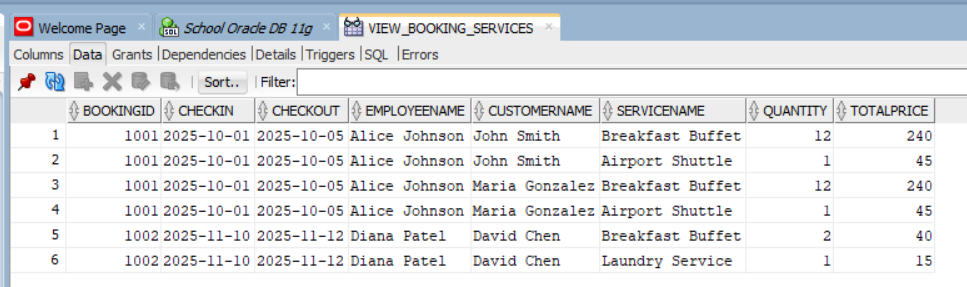 Welcome Page School Oracle DB 11g VIEW_BOOKING_SERVICES
Columns Data Grants Dependencies Details Triggers SQL Errors
Sort.. Filter:
BOOKINGID CHECKIN CHECKOUT EMPLOYEENAME CUSTOMERNAME SERVICENAME QUANTITY TOTALPRICE
1 1001 2025-10-01 2025-10-05 Alice Johnson John Smith Breakfast Buffet 12 240
2 1001 2025-10-01 2025-10-05 Alice Johnson John Smith Airport Shuttle 1 45
3 1001 2025-10-01 2025-10-05 Alice Johnson Maria Gonzalez Breakfast Buffet 12 240
4 1001 2025-10-01 2025-10-05 Alice Johnson Maria Gonzalez Airport Shuttle 1 45
5 1002 2025-11-10 2025-11-12 Diana Patel David Chen Breakfast Buffet 2 40
6 1002 2025-11-10 2025-11-12 Diana Patel David Chen Laundry Service 1 15